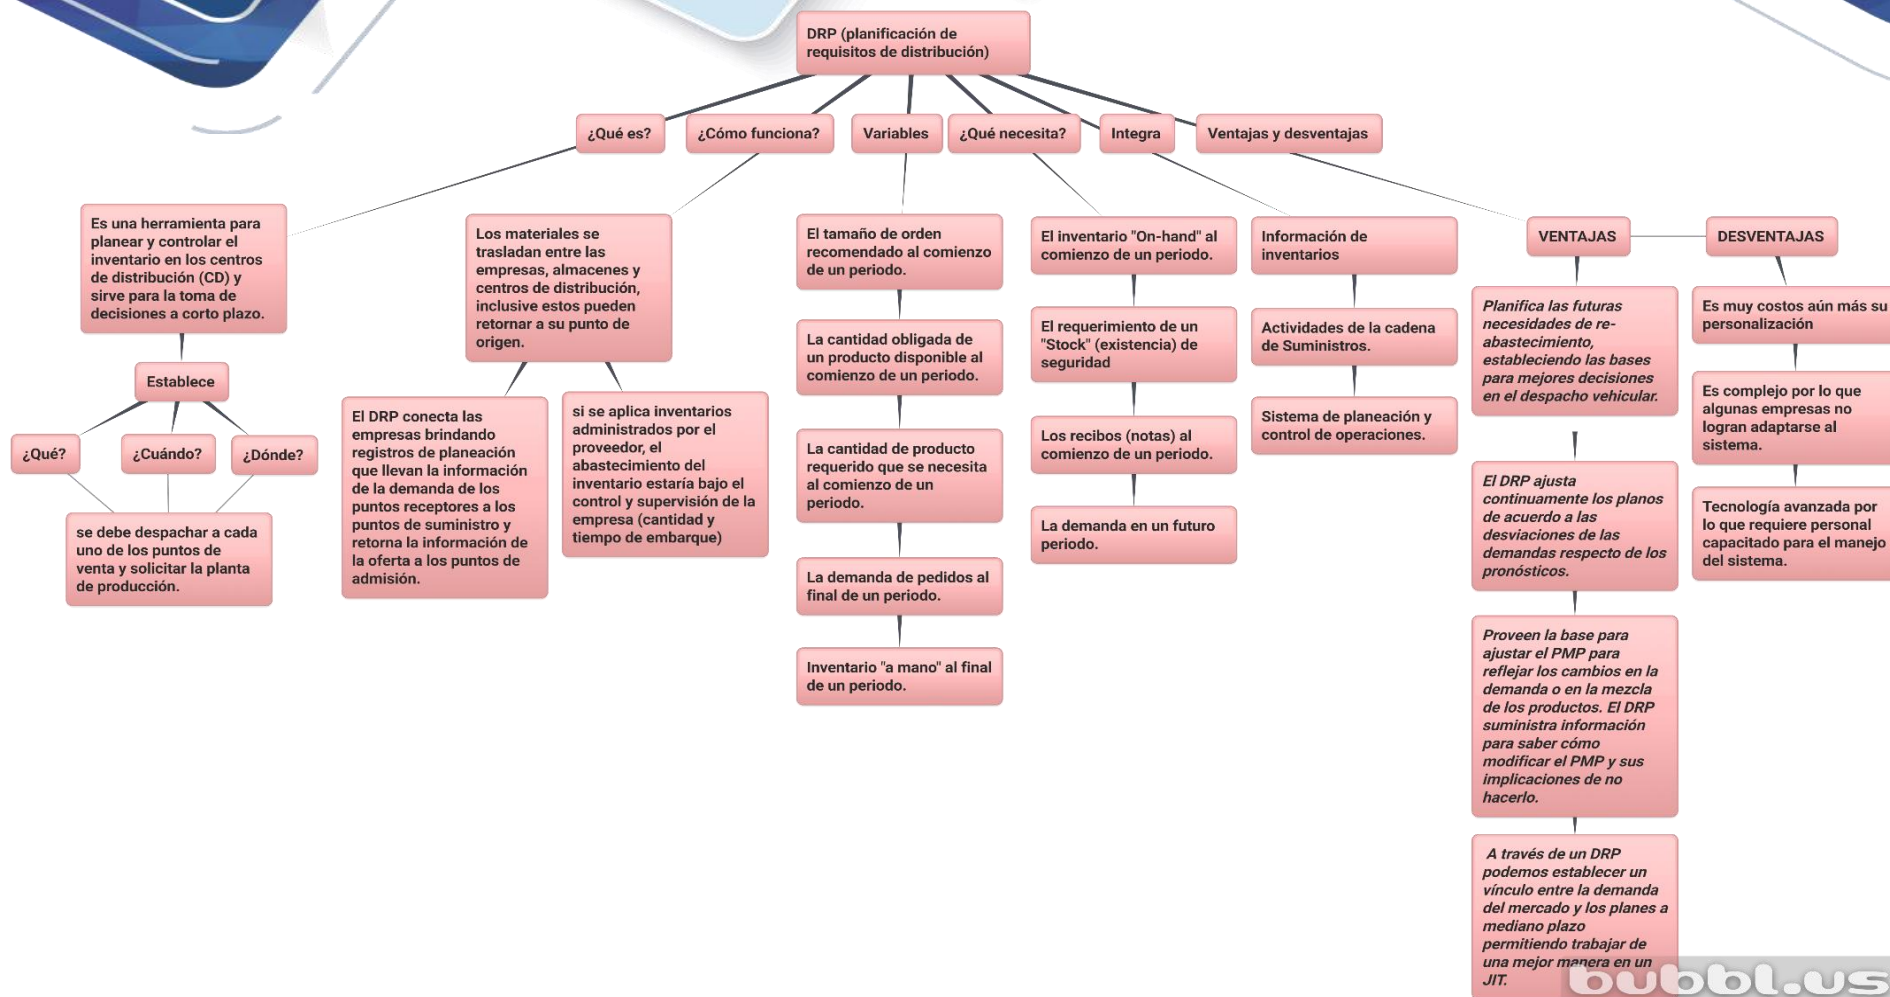 DRP (planificación de
requisitos de distribución)
¿Qué es?
¿Cómo funciona?
Variables
¿Qué necesita?
Integra
Ventajas y desventajas
Es una herramienta para
planear y controlar el
inventario en los centros
de distribución (CD) y
sirve para la toma de
decisiones a corto plazo.
Establece
¿Qué?
¿Cuándo?
¿Dónde?
se debe despachar a cada
uno de los puntos de
venta y solicitar la planta
de producción.
Los materiales se
trasladan entre las
empresas, almacenes y
centros de distribución,
inclusive estos pueden
retornar a su punto de
origen.
El DRP conecta las
empresas brindando
registros de planeación
que llevan la información
de la demanda de los
puntos receptores a los
puntos de suministro y
retorna la información de
la oferta a los puntos de
admisión.
si se aplica inventarios
administrados por el
proveedor, el
abastecimiento del
inventario estaría bajo el
control y supervisión de la
empresa (cantidad y
tiempo de embarque)
El tamaño de orden
recomendado al comienzo
de un periodo.
La cantidad obligada de
un producto disponible al
comienzo de un periodo.
La cantidad de producto
requerido que se necesita
al comienzo de un
periodo.
La demanda de pedidos al
final de un periodo.
Inventario "a mano" al final
de un periodo.
El inventario "On-hand" al
comienzo de un periodo.
El requerimiento de un
"Stock" (existencia) de
seguridad
Los recibos (notas) al
comienzo de un periodo.
La demanda en un futuro
periodo.
Información de
inventarios
Actividades de la cadena
de Suministros.
Sistema de planeación y
control de operaciones.
VENTAJAS
Planifica las futuras
necesidades de re-
abastecimiento,
estableciendo las bases
para mejores decisiones
en el despacho vehicular.
El DRP ajusta
continuamente los planos
de acuerdo a las
desviaciones de las
demandas respecto de los
pronósticos.
Proveen la base para
ajustar el PMP para
reflejar los cambios en la
demanda o en la mezcla
de los productos. El DRP
suministra información
para saber cómo
modificar el PMP y sus
implicaciones de no
hacerlo.
A través de un DRP
podemos establecer un
vínculo entre la demanda
del mercado y los planes a
mediano plazo
permitiendo trabajar de
una mejor manera en un
JIT.
DESVENTAJAS
Es muy costos aún más su
personalización
Es complejo por lo que
algunas empresas no
logran adaptarse al
sistema.
Tecnología avanzada por
lo que requiere personal
capacitado para el manejo
del sistema.
bubbl.us